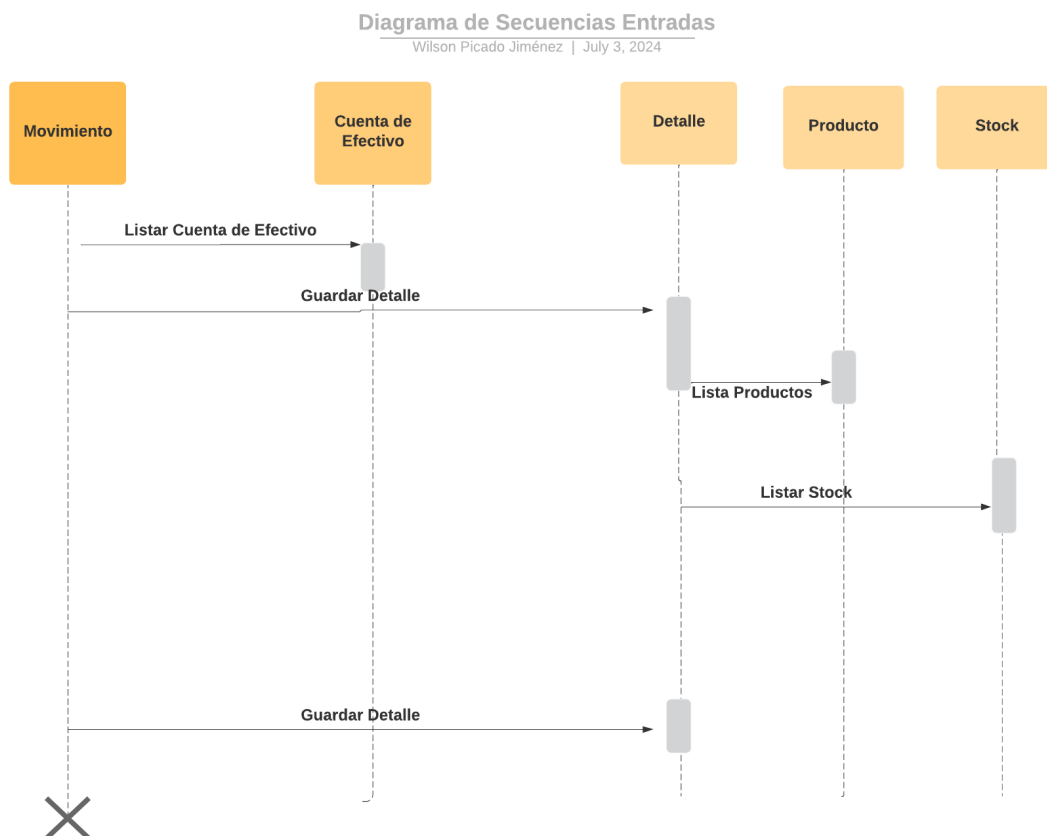 Diagrama de Secuencias Entradas
Wilson Picado Jiménez | July 3, 2024
Movimiento
Cuenta de
Efectivo
Detalle
Producto
Stock
Listar Cuenta de Efectivo
Guardar Detalle
Lista Productos
Listar Stock
Guardar Detalle